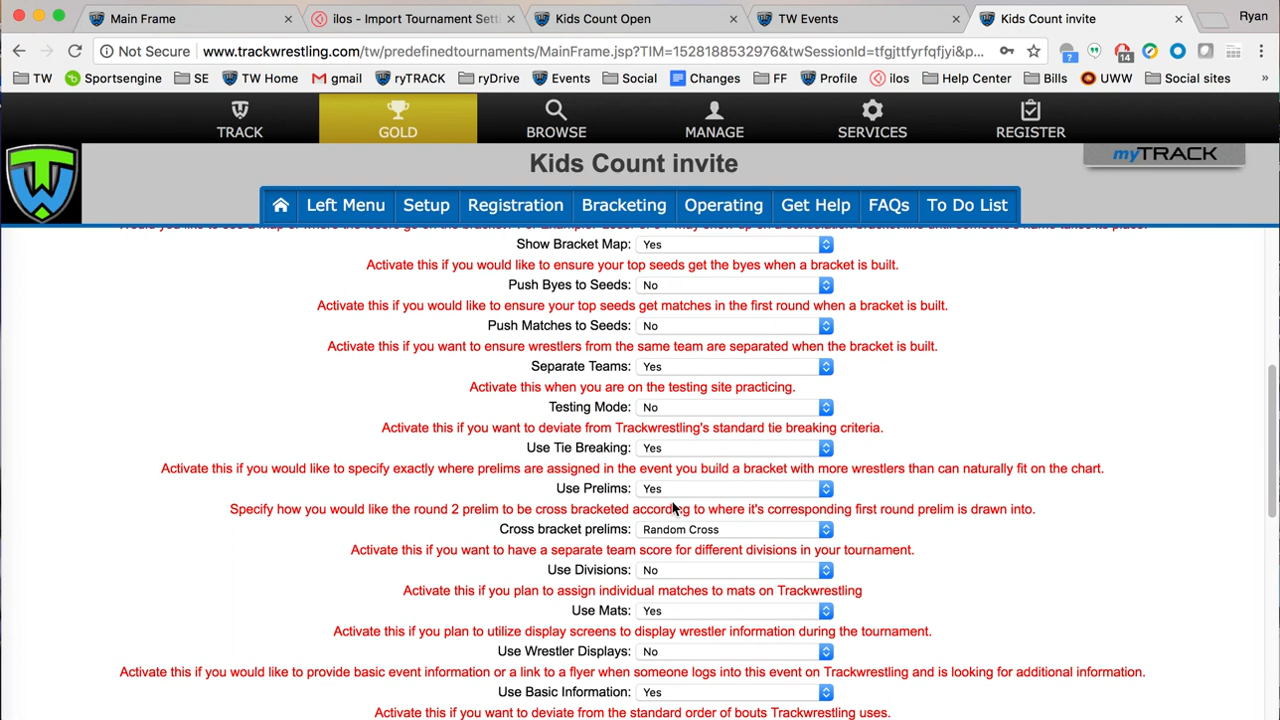 Main Frame
ilos - Import Tournament Sett
Kids Count Open
TW Events
Kids Count invite
Ryan
Not Secure
www.trackwrestling.com/tw/predefinedtournaments/MainFrame.jsp?TIM=1528188532976&twSessionId=tfgjttfyrfqfjyi&p...
?
14
TW
Sportsengine
SE
TW Home
gmail
ryTRACK
ryDrive
Events
Social
Changes
FF
Profile
ilos
Help Center
Bills
UWW
Social sites
»
TRACK
GOLD
BROWSE
MANAGE
SERVICES
REGISTER
Kids Count invite
myTRACK
Left Menu
Setup
Registration
Bracketing
Operating
Get Help
FAQs
To Do List
Show Bracket Map: Yes
Activate this if you would like to ensure your top seeds get the byes when a bracket is built.
Push Byes to Seeds: No
Activate this if you would like to ensure your top seeds get matches in the first round when a bracket is built.
Push Matches to Seeds: No
Activate this if you want to ensure wrestlers from the same team are separated when the bracket is built.
Separate Teams: Yes
Activate this when you are on the testing site practicing.
Testing Mode: No
Activate this if you want to deviate from Trackwrestling's standard tie breaking criteria.
Use Tie Breaking: Yes
Activate this if you would like to specify exactly where prelims are assigned in the event you build a bracket with more wrestlers than can naturally fit on the chart.
Use Prelims: Yes
Specify how you would like the round 2 prelim to be cross bracketed according to where it's corresponding first round prelim is drawn into.
Cross bracket prelims: Random Cross
Activate this if you want to have a separate team score for different divisions in your tournament.
Use Divisions: No
Activate this if you plan to assign individual matches to mats on Trackwrestling
Use Mats: Yes
Activate this if you plan to utilize display screens to display wrestler information during the tournament.
Use Wrestler Displays: No
Activate this if you would like to provide basic event information or a link to a flyer when someone logs into this event on Trackwrestling and is looking for additional information.
Use Basic Information: Yes
Activate this if you want to deviate from the standard order of bouts Trackwrestling uses.